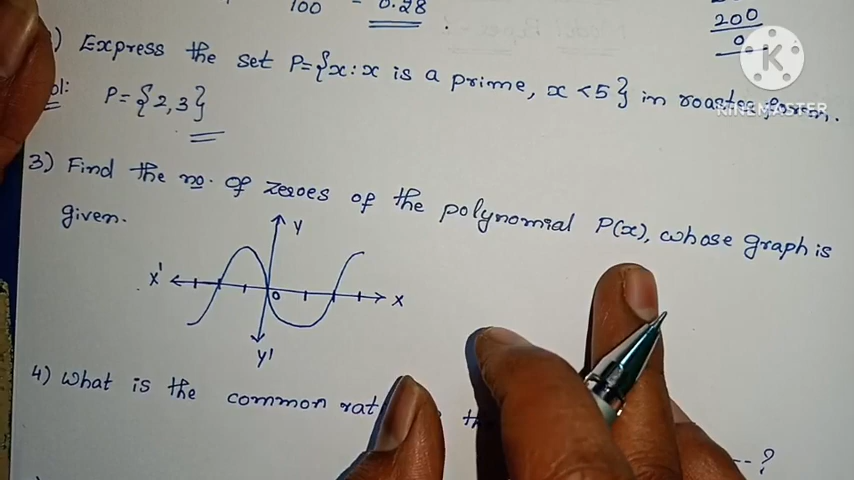 100 = 0.28
200
0
K
KINEMASTER
) Express the set P={x:x is a prime, x <5} in roaster form.
ol: P={2,3}
3) Find the no. of zeroes of the polynomial P(x), whose graph is
given.
Y
X' O X
Y'
4) What is the common rat
--- ?